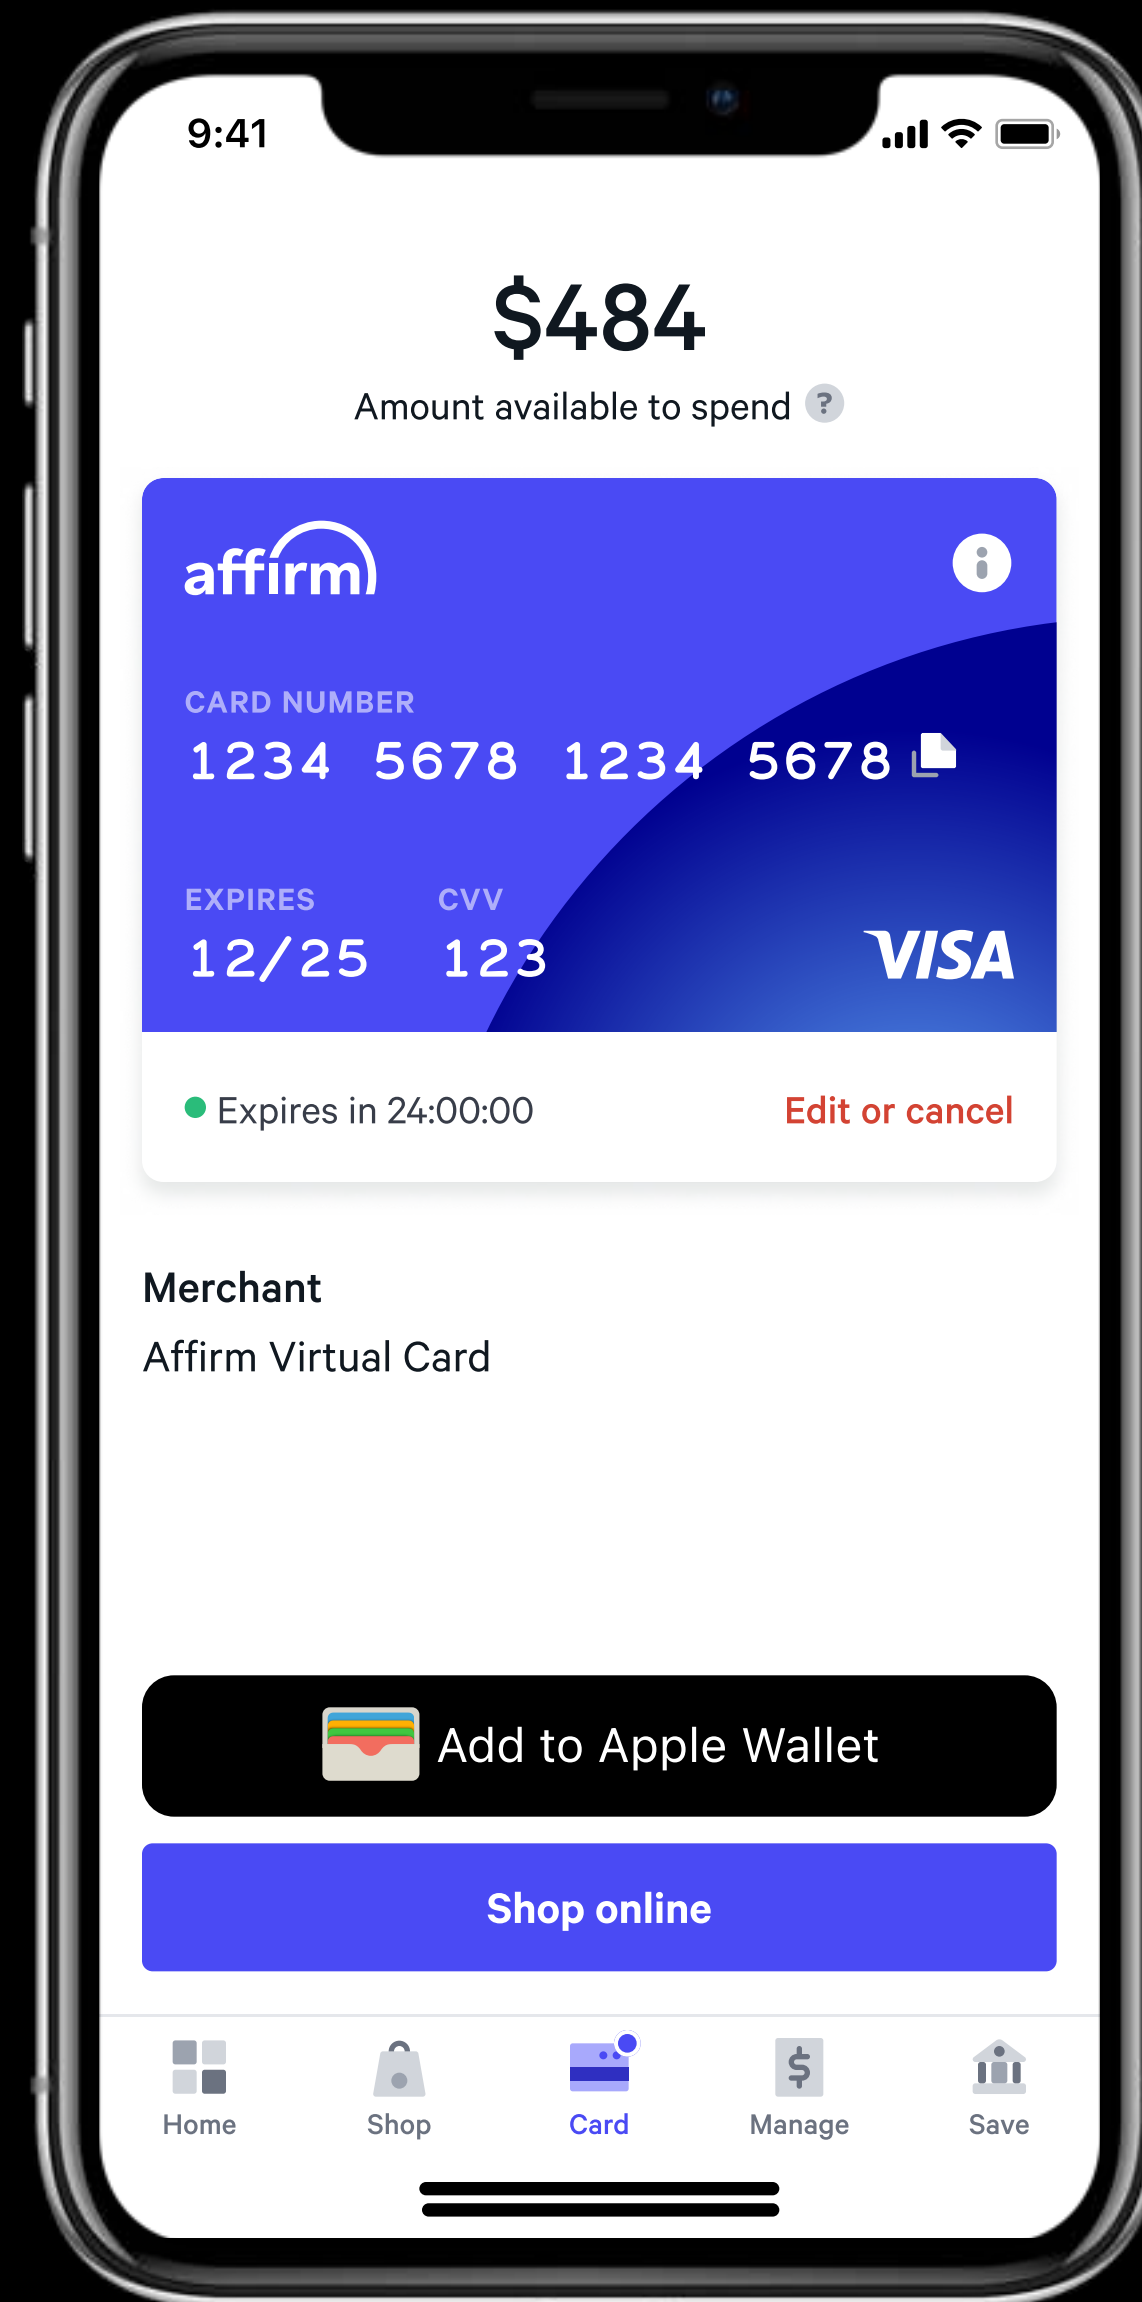 9:41
$484
Amount available to spend ?
affirm
CARD NUMBER
1234 5678 1234 5678
EXPIRES CVV
12/25 123
VISA
Expires in 24:00:00 Edit or cancel
Merchant
Affirm Virtual Card
Add to Apple Wallet
Shop online
Home Shop Card Manage Save